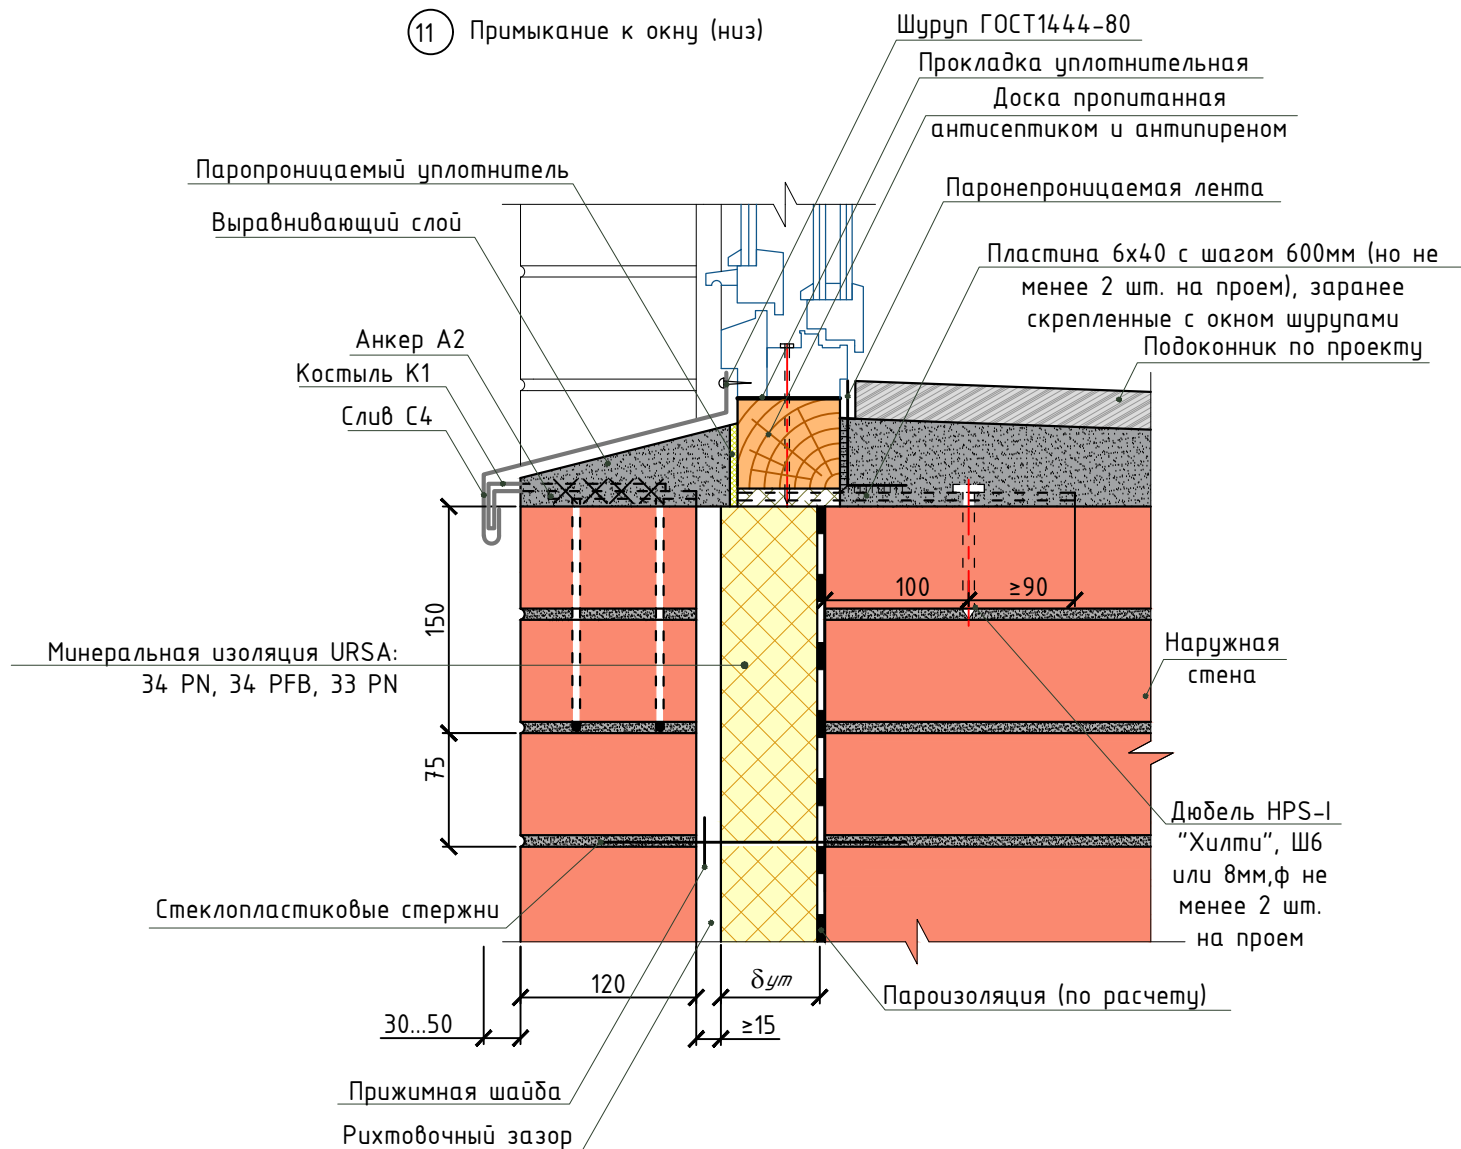 11 Примыкание к окну (низ)
Шуруп ГОСТ1444-80
Прокладка уплотнительная
Доска пропитанная
антисептиком и антипиреном
Паропроницаемый уплотнитель
Паронепроницаемая лента
Выравнивающий слой
Пластина 6х40 с шагом 600мм (но не
менее 2 шт. на проем), заранее
скрепленные с окном шурупами
Анкер А2
Подоконник по проекту
Костыль К1
Слив С4
100
≥90
150
Минеральная изоляция URSA:
34 PN, 34 PFB, 33 PN
Наружная
стена
75
Дюбель HPS-I
"Хилти", Ш6
или 8мм,ф не
менее 2 шт.
на проем
Стеклопластиковые стержни
120
δут
Пароизоляция (по расчету)
30...50
≥15
Прижимная шайба
Рихтовочный зазор